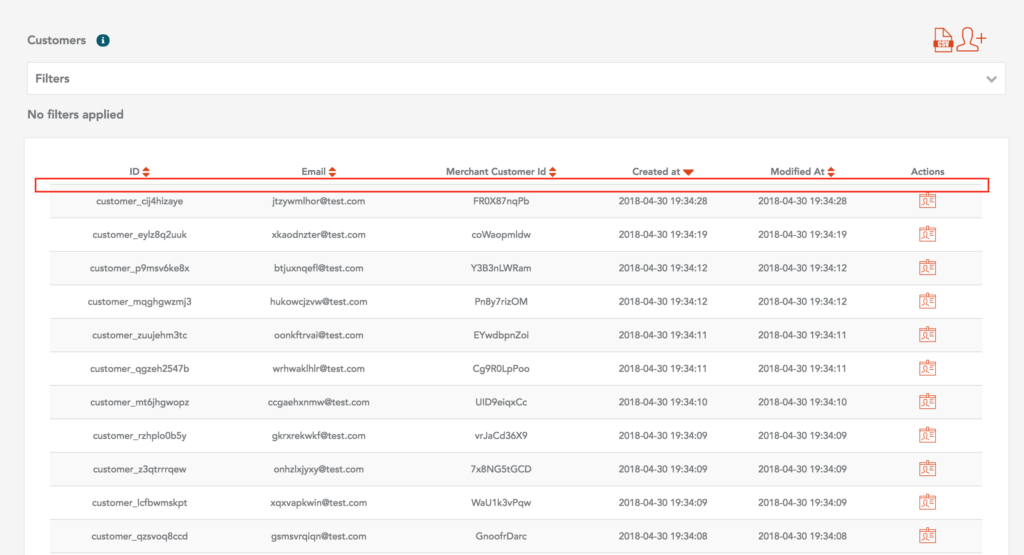 Customers i
CSV
Filters
No filters applied
ID Email Merchant Customer Id Created at Modified At Actions
customer_cij4hizaye jtzywmlhor@test.com FR0X87nqPb 2018-04-30 19:34:28 2018-04-30 19:34:28
customer_eylz8q2uuk xkaodnzter@test.com coWaopmldw 2018-04-30 19:34:19 2018-04-30 19:34:19
customer_p9msv6ke8x btjuxnqefl@test.com Y3B3nLWRam 2018-04-30 19:34:12 2018-04-30 19:34:12
customer_mqghgwzmj3 hukowcjzvw@test.com Pn8y7rizOM 2018-04-30 19:34:12 2018-04-30 19:34:12
customer_zuujehm3tc oonkftrvai@test.com EYwdbpnZoi 2018-04-30 19:34:11 2018-04-30 19:34:11
customer_qgzeh2547b wrhwaklhlr@test.com Cg9R0LpPoo 2018-04-30 19:34:11 2018-04-30 19:34:11
customer_mt6jhgwopz ccgaehxnmw@test.com UID9eiqxCc 2018-04-30 19:34:10 2018-04-30 19:34:10
customer_rzhplo0b5y gkrxrekwkf@test.com vrJaCd36X9 2018-04-30 19:34:09 2018-04-30 19:34:09
customer_z3qtrrrqew onhzlxjyxy@test.com 7x8NG5tGCD 2018-04-30 19:34:09 2018-04-30 19:34:09
customer_lcfbwmskpt xqxvapkwin@test.com WaU1k3vPqw 2018-04-30 19:34:09 2018-04-30 19:34:09
customer_qzsvoq8ccd gsmsvrqiqn@test.com GnoofrDarc 2018-04-30 19:34:08 2018-04-30 19:34:08